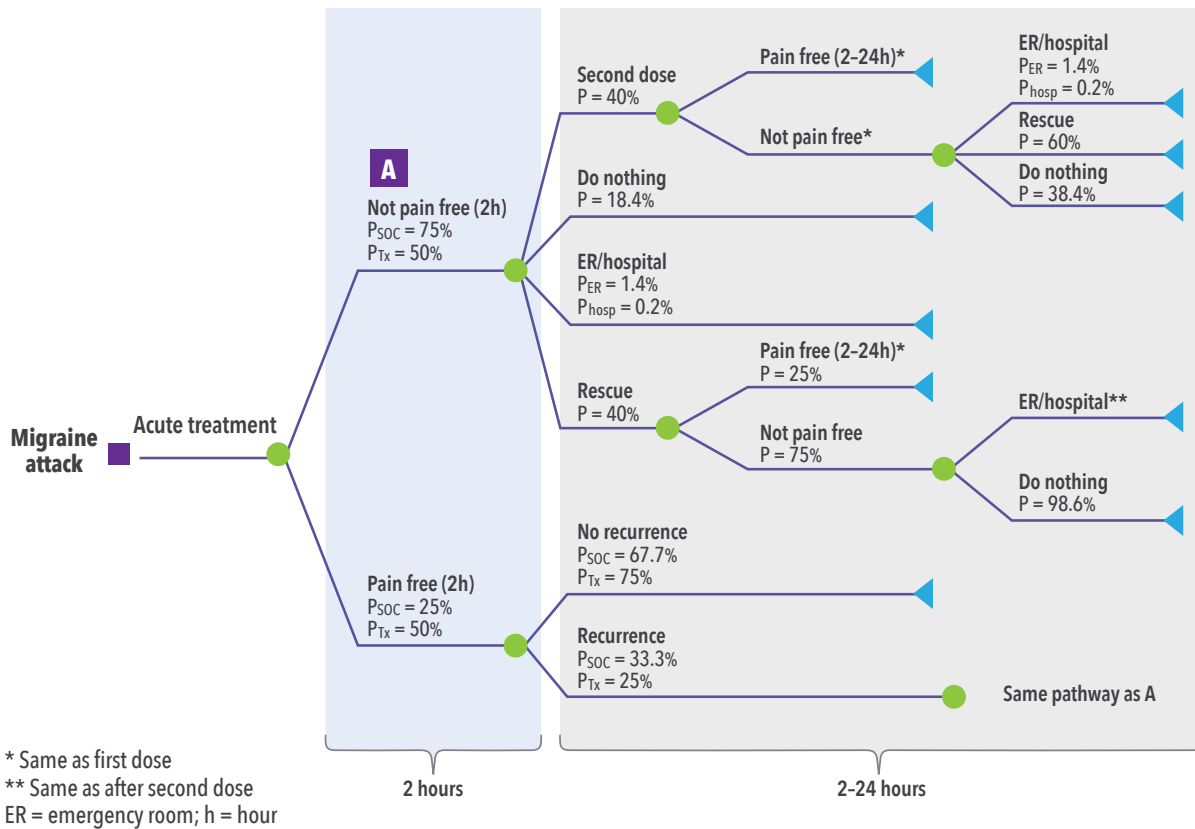 Migraine
attack
Acute treatment
A
Not pain free (2h)
PSOC = 75%
PTx = 50%
Pain free (2h)
PSOC = 25%
PTx = 50%
Second dose
P = 40%
Pain free (2–24h)*
Not pain free*
ER/hospital
PER = 1.4%
Phosp = 0.2%
Rescue
P = 60%
Do nothing
P = 38.4%
Do nothing
P = 18.4%
ER/hospital
PER = 1.4%
Phosp = 0.2%
Rescue
P = 40%
Pain free (2–24h)*
P = 25%
Not pain free
P = 75%
ER/hospital**
Do nothing
P = 98.6%
No recurrence
PSOC = 67.7%
PTx = 75%
Recurrence
PSOC = 33.3%
PTx = 25%
Same pathway as A
2 hours
2–24 hours
* Same as first dose
** Same as after second dose
ER = emergency room; h = hour